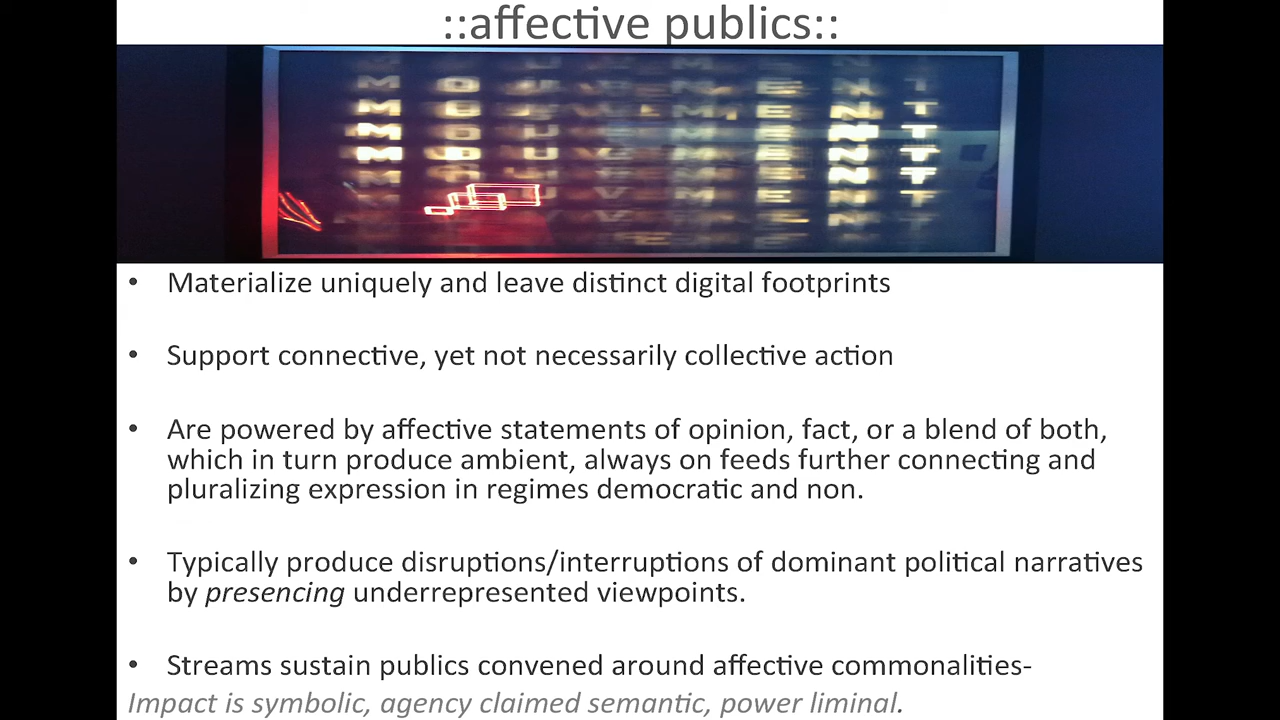 ::affective publics::
MOUVEMENT
• Materialize uniquely and leave distinct digital footprints
• Support connective, yet not necessarily collective action
• Are powered by affective statements of opinion, fact, or a blend of both,
which in turn produce ambient, always on feeds further connecting and
pluralizing expression in regimes democratic and non.
• Typically produce disruptions/interruptions of dominant political narratives
by presencing underrepresented viewpoints.
• Streams sustain publics convened around affective commonalities-
Impact is symbolic, agency claimed semantic, power liminal.